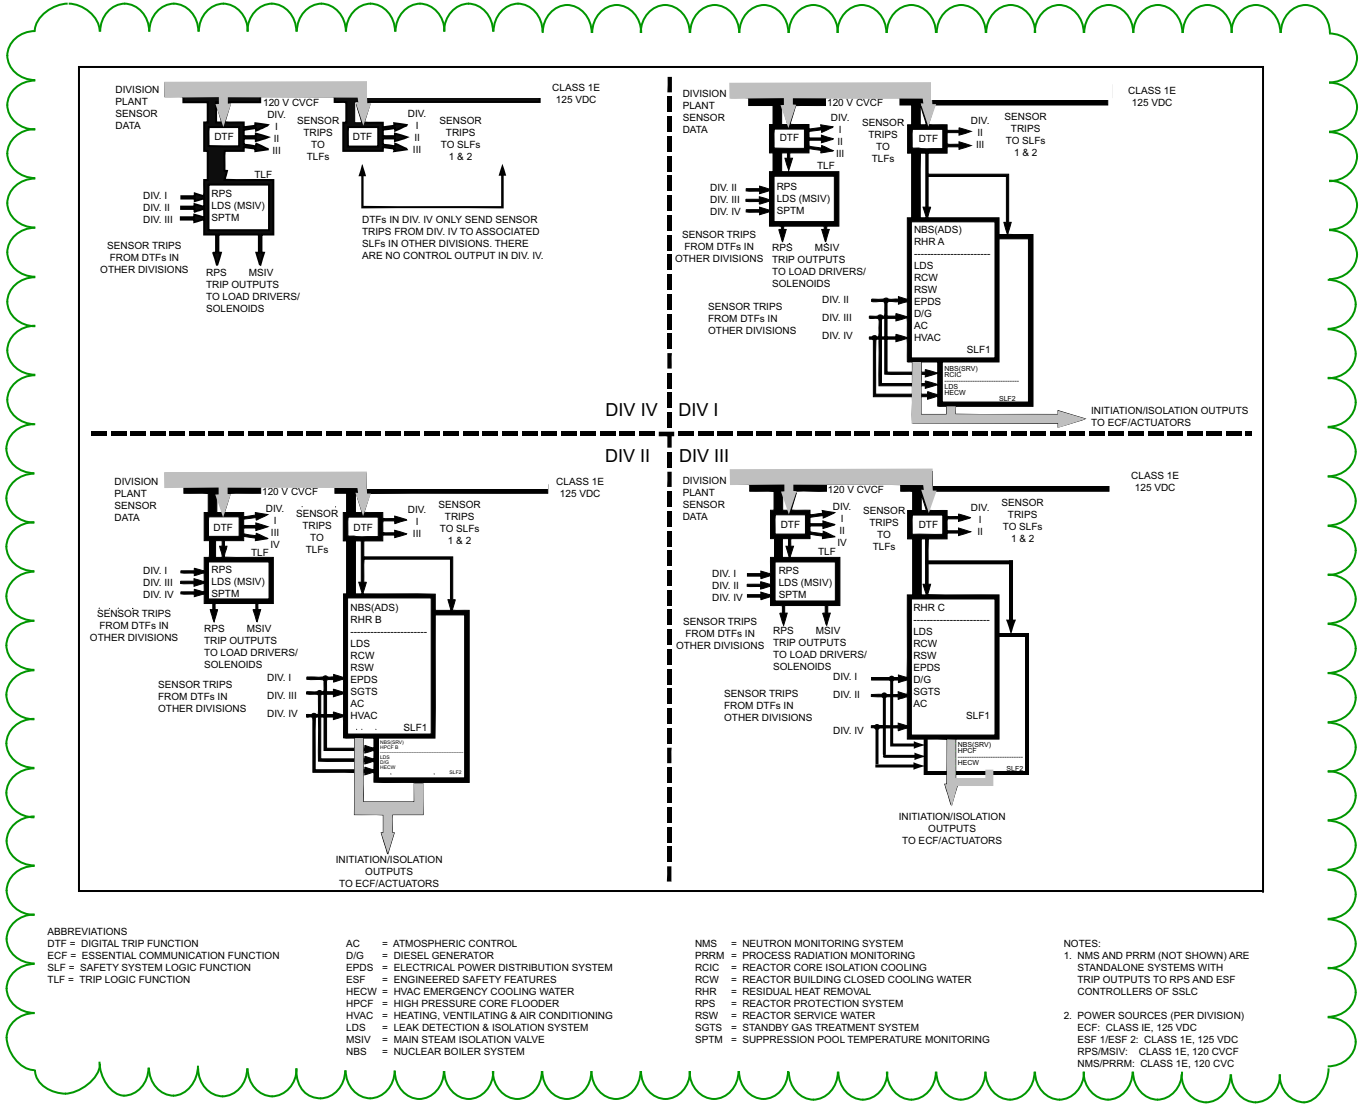 DIVISION
PLANT
SENSOR
DATA
CLASS 1E
125 VDC
120 V CVCF
DTF
DIV.
I
II
III
SENSOR
TRIPS
TO
TLFs
DTF
DIV.
I
II
III
SENSOR
TRIPS
TO SLFs
1 & 2
TLF
DIV. I
DIV. II
DIV. III
RPS
LDS (MSIV)
SPTM
SENSOR TRIPS
FROM DTFs IN
OTHER DIVISIONS
RPS MSIV
TRIP OUTPUTS
TO LOAD DRIVERS/
SOLENOIDS
DTFs IN DIV. IV ONLY SEND SENSOR
TRIPS FROM DIV. IV TO ASSOCIATED
SLFs IN OTHER DIVISIONS. THERE
ARE NO CONTROL OUTPUT IN DIV. IV.
DIV IV
DIVISION
PLANT
SENSOR
DATA
CLASS 1E
125 VDC
120 V CVCF
DTF
DIV.
I
II
III
SENSOR
TRIPS
TO
TLFs
DTF
DIV.
II
III
SENSOR
TRIPS
TO SLFs
1 & 2
TLF
DIV. II
DIV. III
DIV. IV
RPS
LDS (MSIV)
SPTM
SENSOR TRIPS
FROM DTFs IN
OTHER DIVISIONS
RPS MSIV
TRIP OUTPUTS
TO LOAD DRIVERS/
SOLENOIDS
SENSOR TRIPS
FROM DTFs IN
OTHER DIVISIONS
DIV. II
DIV. III
DIV. IV
NBS(ADS)
RHR A
LDS
RCW
RSW
EPDS
D/G
AC
HVAC
SLF1
NBS(SRV)
RCIC
LDS
HECW
SLF2
INITIATION/ISOLATION OUTPUTS
TO ECF/ACTUATORS
DIV I
DIV II
DIVISION
PLANT
SENSOR
DATA
CLASS 1E
125 VDC
120 V CVCF
DTF
DIV.
I
III
IV
SENSOR
TRIPS
TO
TLFs
DTF
DIV.
I
III
SENSOR
TRIPS
TO SLFs
1 & 2
TLF
DIV. I
DIV. III
DIV. IV
RPS
LDS (MSIV)
SPTM
SENSOR TRIPS
FROM DTFs IN
OTHER DIVISIONS
RPS MSIV
TRIP OUTPUTS
TO LOAD DRIVERS/
SOLENOIDS
SENSOR TRIPS
FROM DTFs IN
OTHER DIVISIONS
DIV. I
DIV. III
DIV. IV
NBS(ADS)
RHR B
LDS
RCW
RSW
EPDS
SGTS
AC
HVAC
SLF1
NBS(SRV)
HPCF B
LDS
D/G
HECW
SLF2
INITIATION/ISOLATION
OUTPUTS
TO ECF/ACTUATORS
DIV III
DIVISION
PLANT
SENSOR
DATA
CLASS 1E
125 VDC
120 V CVCF
DTF
DIV.
I
II
IV
SENSOR
TRIPS
TO
TLFs
DTF
DIV.
I
II
SENSOR
TRIPS
TO SLFs
1 & 2
TLF
DIV. I
DIV. II
DIV. IV
RPS
LDS (MSIV)
SPTM
SENSOR TRIPS
FROM DTFs IN
OTHER DIVISIONS
RPS MSIV
TRIP OUTPUTS
TO LOAD DRIVERS/
SOLENOIDS
SENSOR TRIPS
FROM DTFs IN
OTHER DIVISIONS
DIV. I
DIV. II
DIV. IV
RHR C
LDS
RCW
RSW
EPDS
D/G
SGTS
AC
SLF1
NBS(SRV)
HPCF
HECW
SLF2
INITIATION/ISOLATION
OUTPUTS
TO ECF/ACTUATORS
ABBREVIATIONS
DTF = DIGITAL TRIP FUNCTION
ECF = ESSENTIAL COMMUNICATION FUNCTION
SLF = SAFETY SYSTEM LOGIC FUNCTION
TLF = TRIP LOGIC FUNCTION
AC = ATMOSPHERIC CONTROL
D/G = DIESEL GENERATOR
EPDS = ELECTRICAL POWER DISTRIBUTION SYSTEM
ESF = ENGINEERED SAFETY FEATURES
HECW = HVAC EMERGENCY COOLING WATER
HPCF = HIGH PRESSURE CORE FLOODER
HVAC = HEATING, VENTILATING & AIR CONDITIONING
LDS = LEAK DETECTION & ISOLATION SYSTEM
MSIV = MAIN STEAM ISOLATION VALVE
NBS = NUCLEAR BOILER SYSTEM
NMS = NEUTRON MONITORING SYSTEM
PRRM = PROCESS RADIATION MONITORING
RCIC = REACTOR CORE ISOLATION COOLING
RCW = REACTOR BUILDING CLOSED COOLING WATER
RHR = RESIDUAL HEAT REMOVAL
RPS = REACTOR PROTECTION SYSTEM
RSW = REACTOR SERVICE WATER
SGTS = STANDBY GAS TREATMENT SYSTEM
SPTM = SUPPRESSION POOL TEMPERATURE MONITORING
NOTES:
1. NMS AND PRRM (NOT SHOWN) ARE
STANDALONE SYSTEMS WITH
TRIP OUTPUTS TO RPS AND ESF
CONTROLLERS OF SSLC
2. POWER SOURCES (PER DIVISION)
ECF: CLASS IE, 125 VDC
ESF 1/ESF 2: CLASS 1E, 125 VDC
RPS/MSIV: CLASS 1E, 120 CVCF
NMS/PRRM: CLASS 1E, 120 CVC